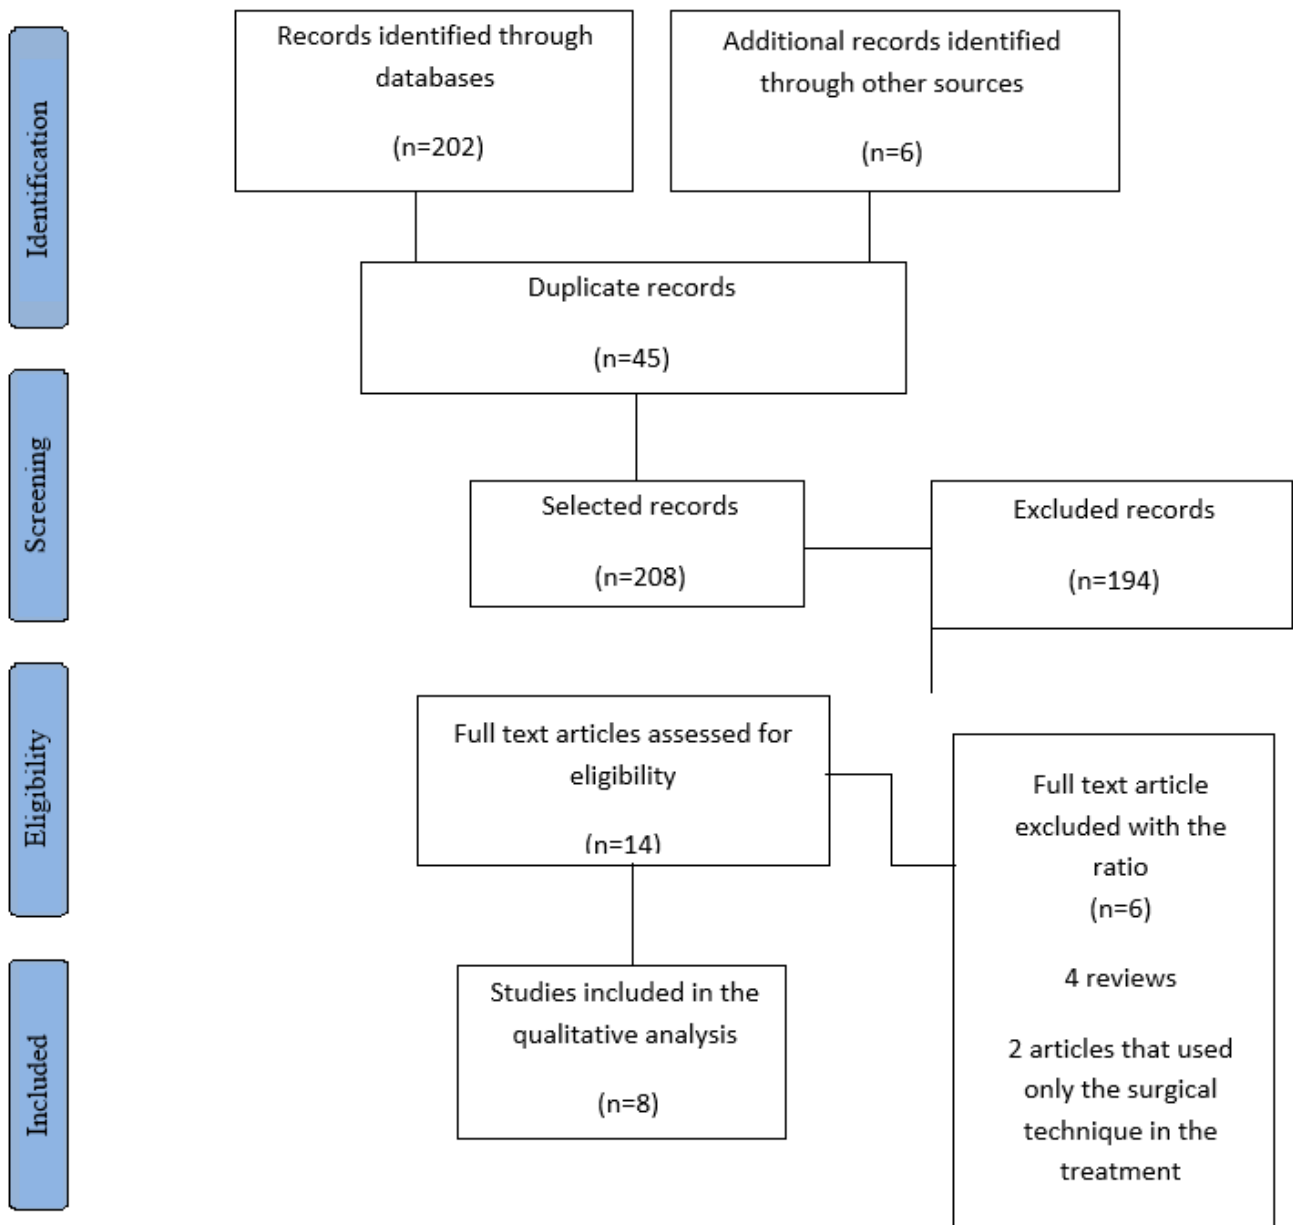 Identification
Records identified through
databases
(n=202)
Additional records identified
through other sources
(n=6)
Duplicate records
(n=45)
Screening
Selected records
(n=208)
Excluded records
(n=194)
Eligibility
Full text articles assessed for
eligibility
(n=14)
Full text article
excluded with the
ratio
(n=6)
4 reviews
2 articles that used
only the surgical
technique in the
treatment
Included
Studies included in the
qualitative analysis
(n=8)